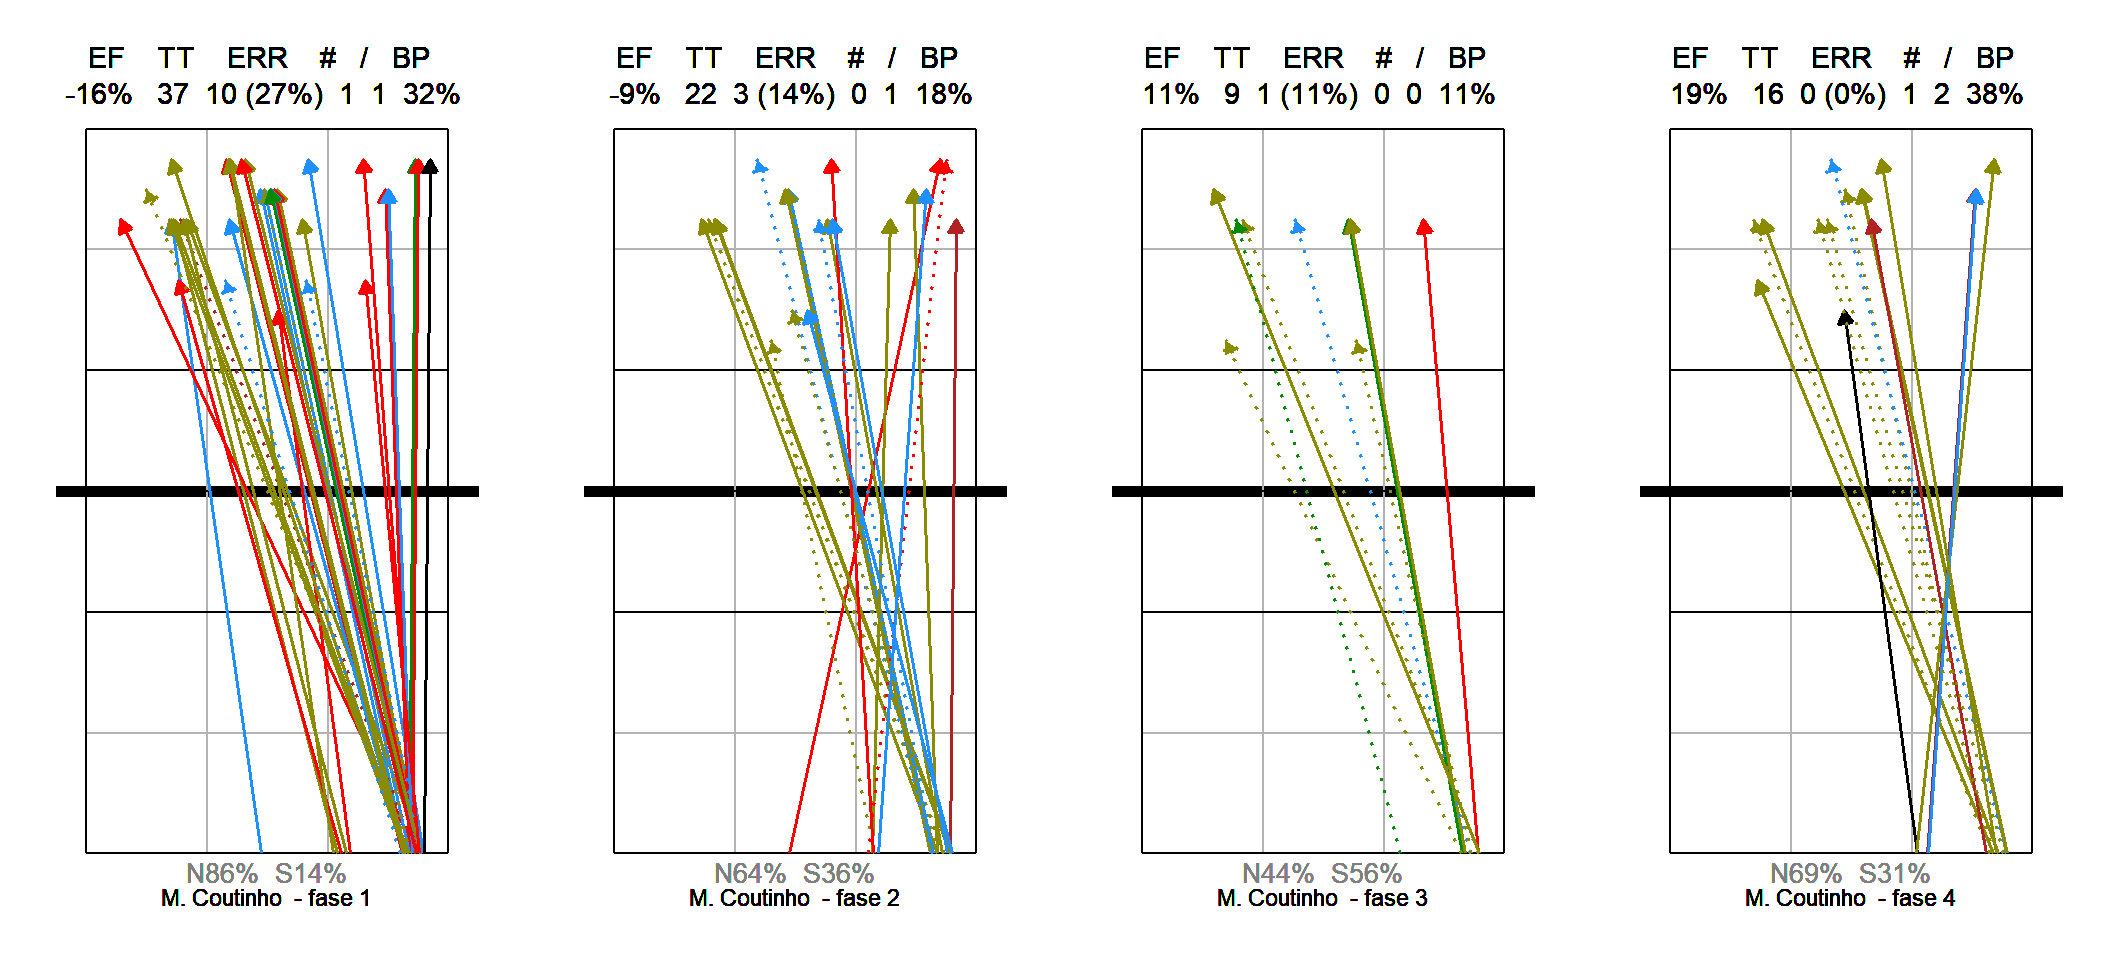 EF TT ERR # / BP
-16% 37 10 (27%) 1 1 32%
N86% S14%
M. Coutinho - fase 1
EF TT ERR # / BP
-9% 22 3 (14%) 0 1 18%
N64% S36%
M. Coutinho - fase 2
EF TT ERR # / BP
11% 9 1 (11%) 0 0 11%
N44% S56%
M. Coutinho - fase 3
EF TT ERR # / BP
19% 16 0 (0%) 1 2 38%
N69% S31%
M. Coutinho - fase 4